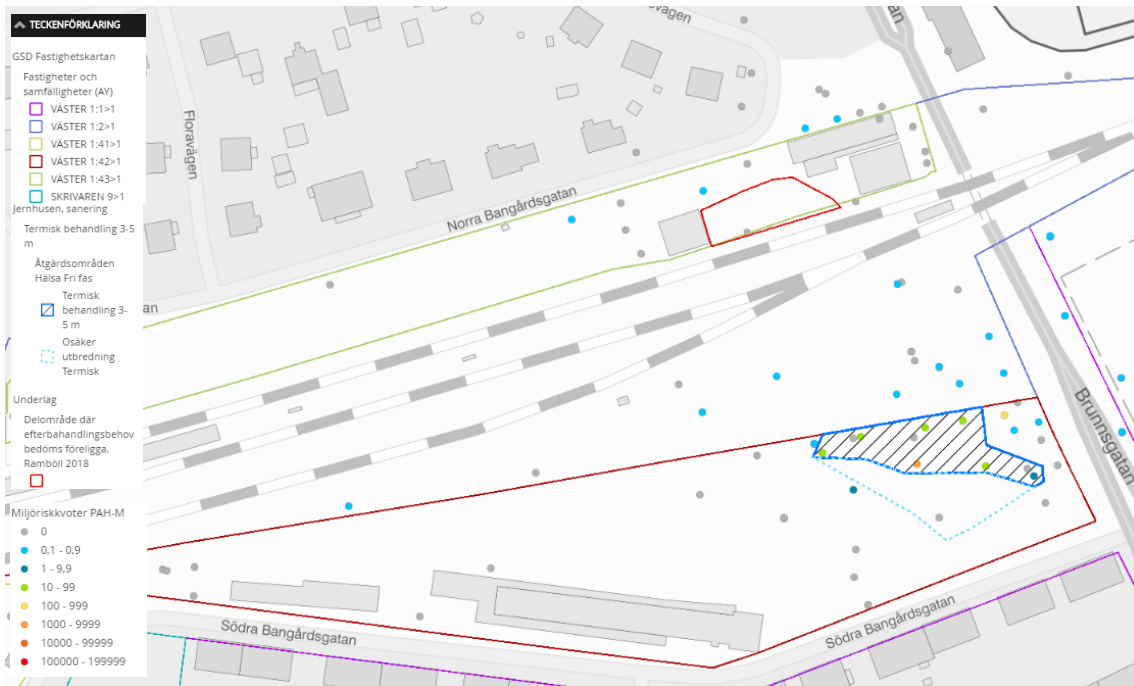 TECKENFÖRKLARING
GSD Fastighetskartan
Fastigheter och
samfälligheter (AY)
VÄSTER 1:1>1
VÄSTER 1:2>1
VÄSTER 1:41>1
VÄSTER 1:42>1
VÄSTER 1:43>1
SKRIVAREN 9>1
Jernhusen, sanering
Termisk behandling 3-5
m
Åtgärdsområden
Hälsa Fri fas
Termisk
behandling 3-
5 m
Osäker
utbredning
Termisk
Underlag
Delområde där
efterbehandlingsbehov
bedöms föreligga,
Ramböll 2018
Miljöriskkvoter PAH-M
0
0,1 - 0,9
1 - 9,9
10 - 99
100 - 999
1000 - 9999
10000 - 99999
100000 - 199999
Floravägen
Norra Bangårdsgatan
an
Brunnsgatan
Södra Bangårdsgatan
Södra Bangårdsgatan